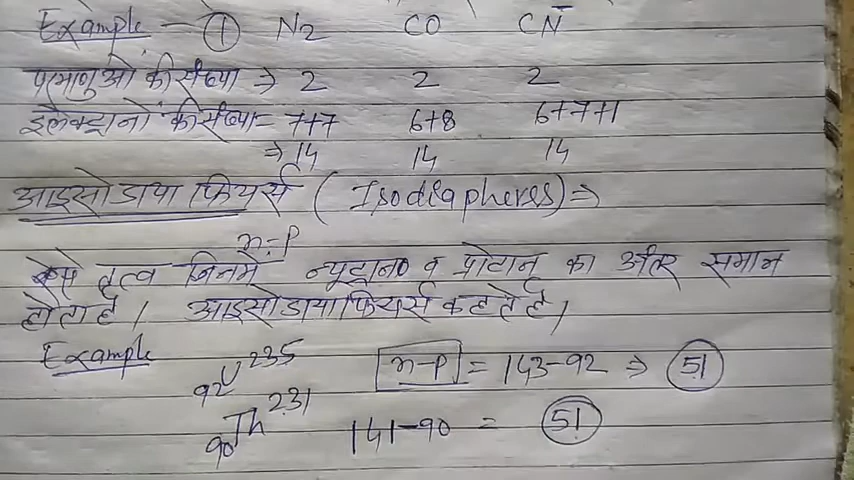 Example - ① N2 CO CN⁻
परमाणुओं की संख्या ⇒ 2 2 2
इलैक्ट्रानों की संख्या = 7+7 6+8 6+7+1
⇒ 14 14 14
आइसोडायाफियर्स (Isodiapheres) ⇒
n-p
ऐसे तत्व जिनमें न्यूट्रान व प्रोटान का अंतर समान
होता है। आइसोडायाफियर्स कहते हैं।
Example
92U235 n-p = 143-92 ⇒ 51
90Th231 141-90 = 51